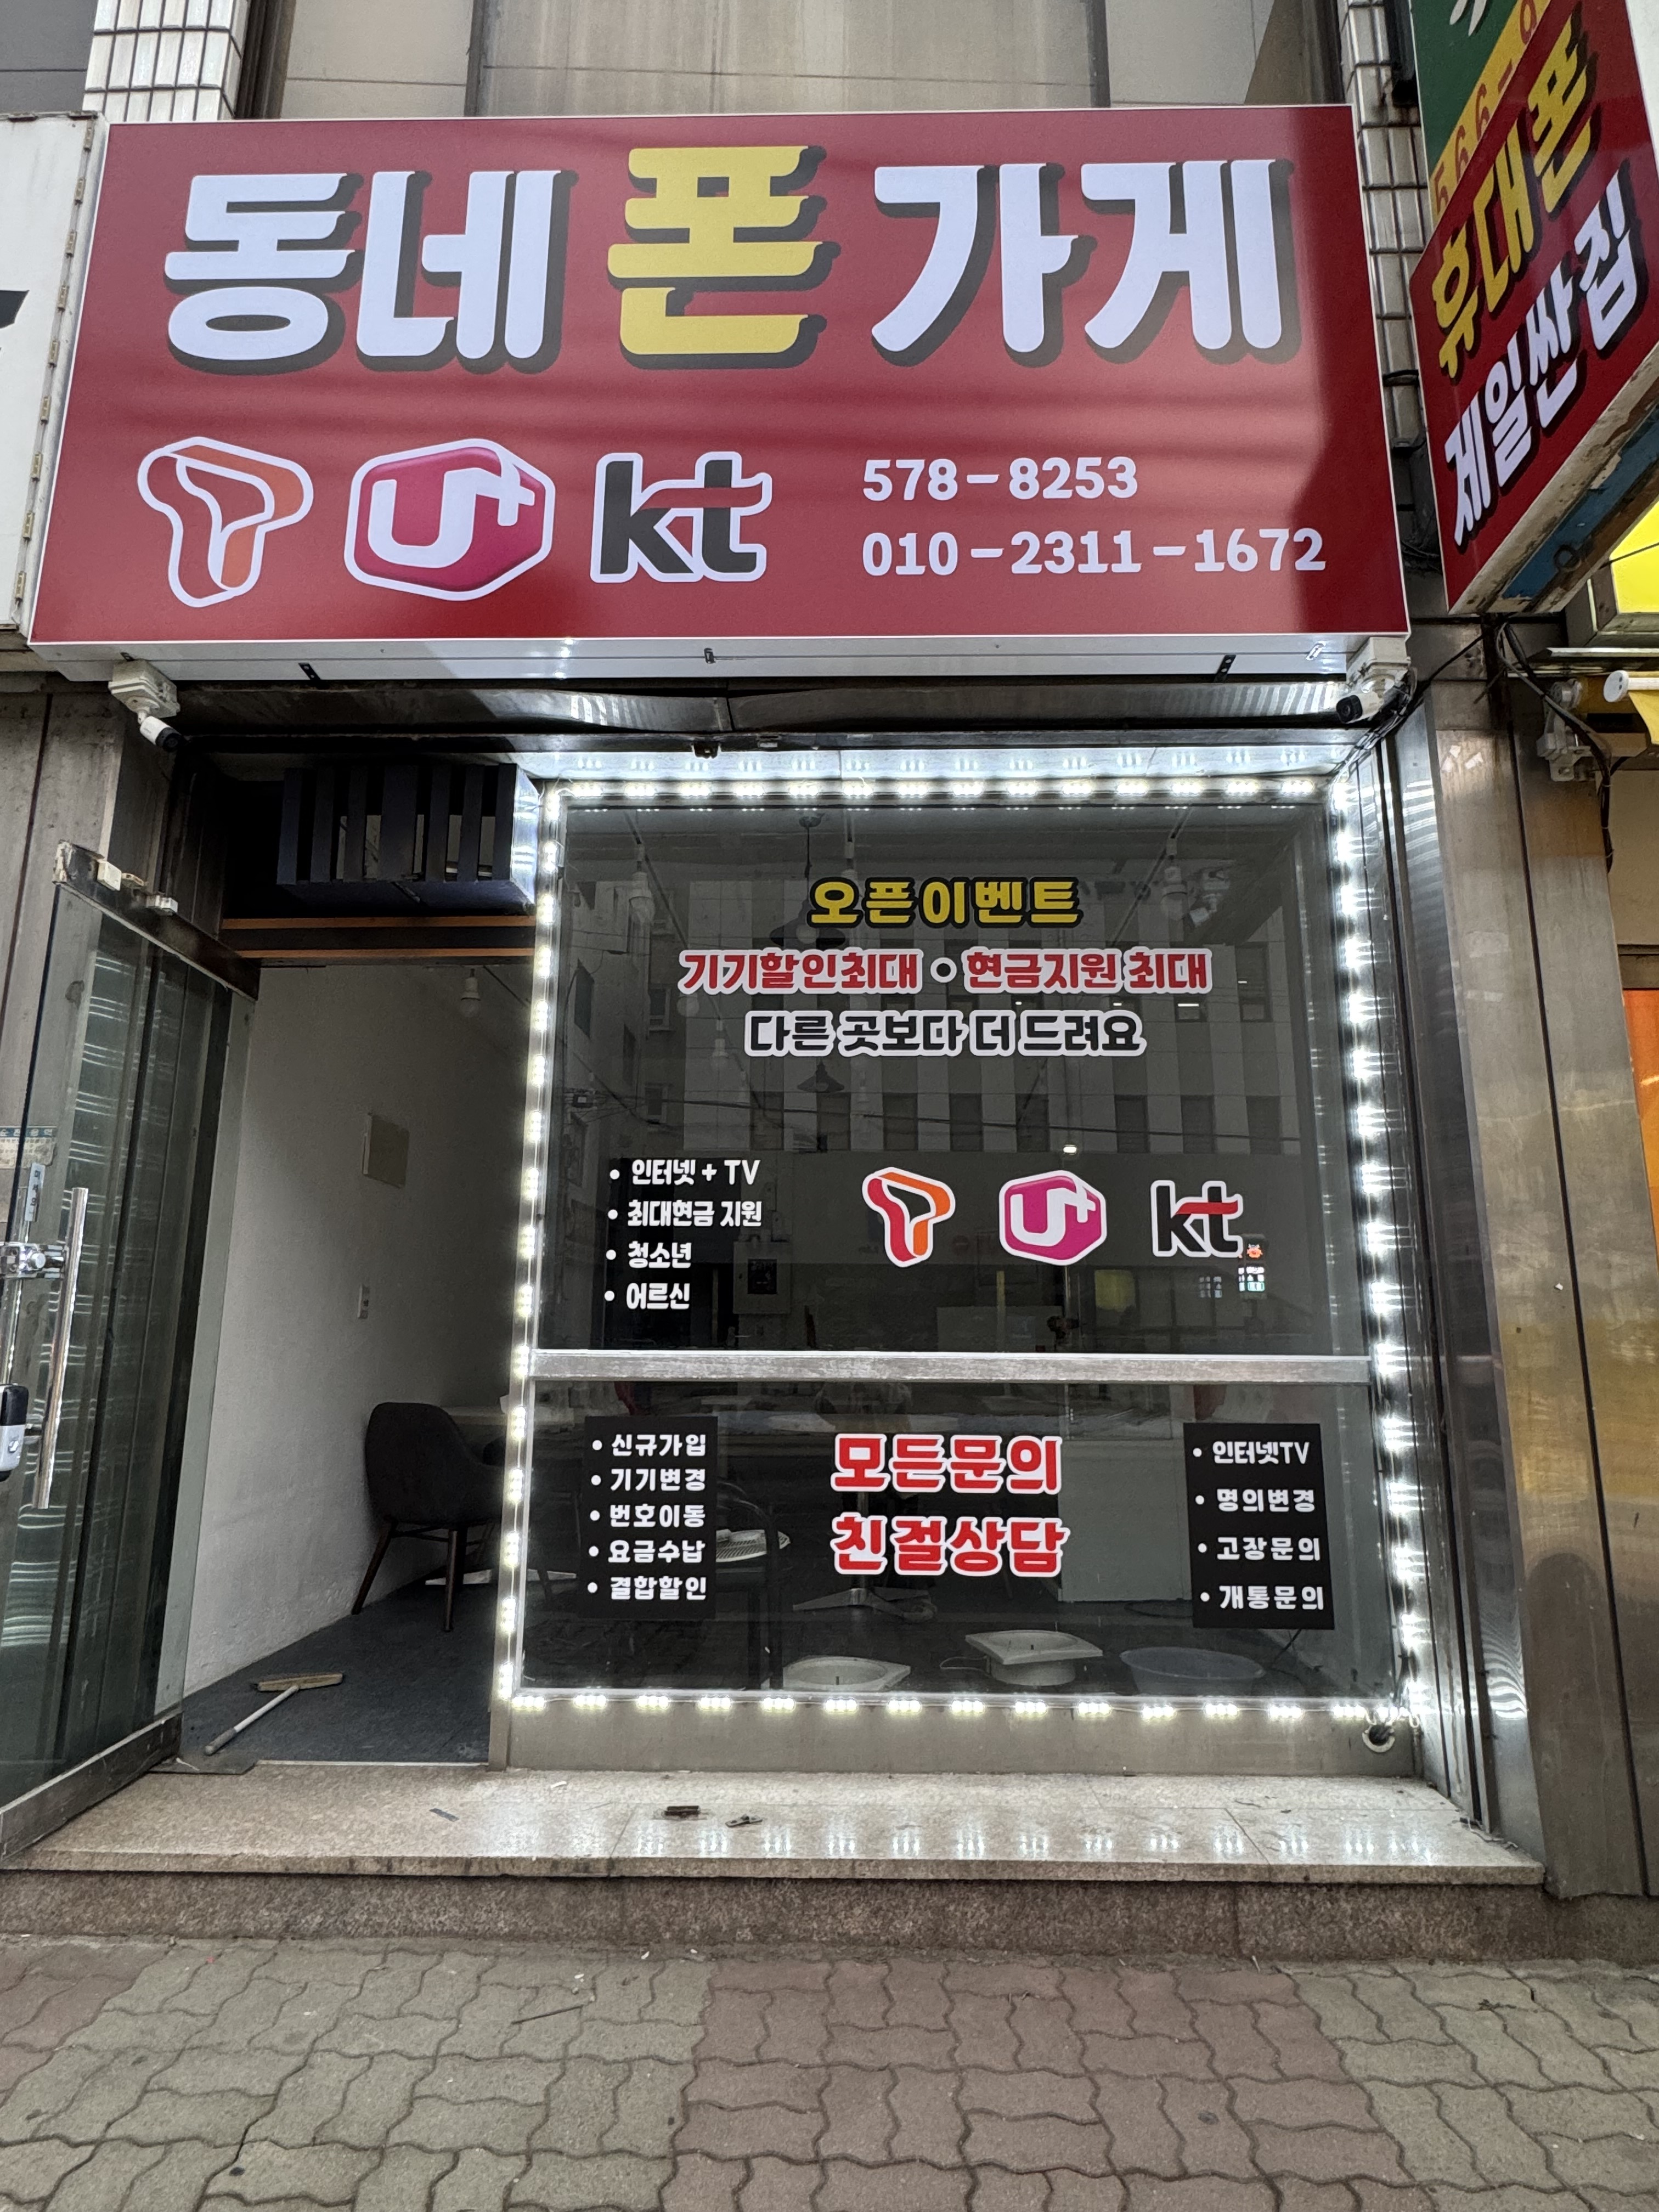 동네폰가게
T U+ kt
578-8253
010-2311-1672
휴대폰
제일싼집
오픈이벤트
기기할인최대 ○ 현금지원 최대
다른 곳보다 더 드려요
• 인터넷 + TV
• 최대현금 지원
• 청소년
• 어르신
T U+ kt
• 신규가입
• 기기변경
• 번호이동
• 요금수납
• 결합할인
모든문의
친절상담
• 인터넷TV
• 명의변경
• 고장문의
• 개통문의